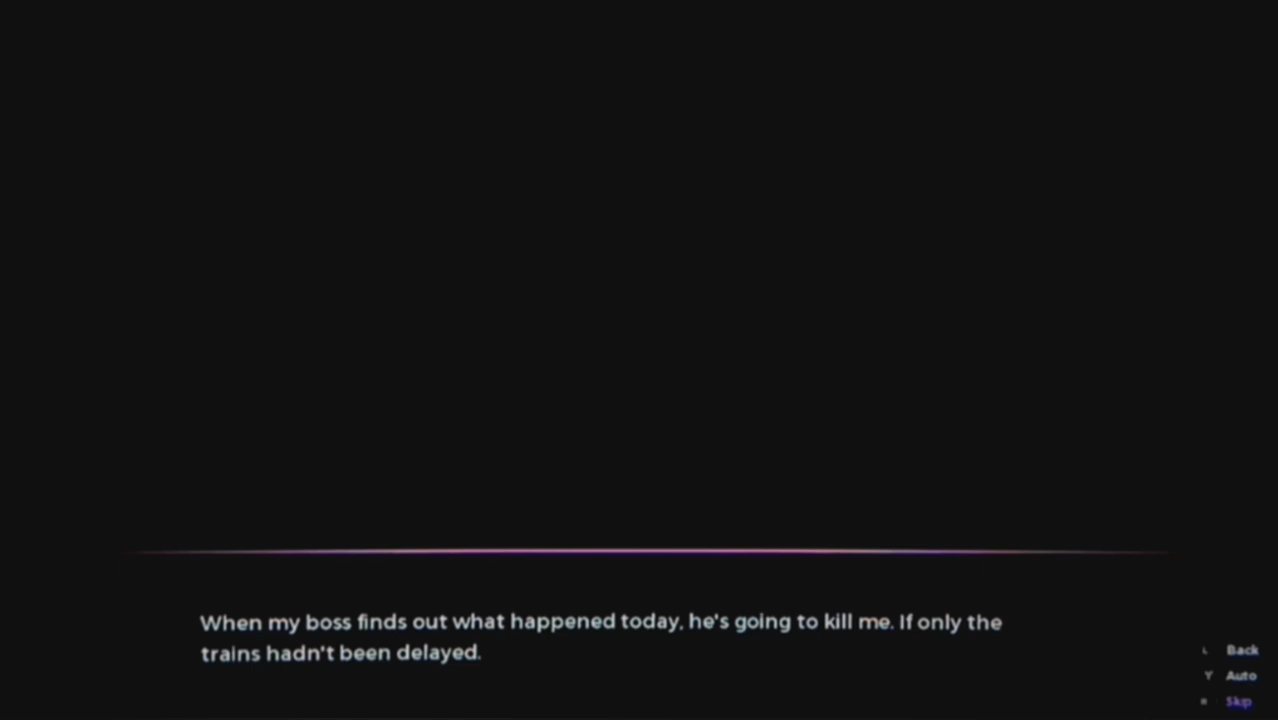 When my boss finds out what happened today, he's going to kill me. If only the
trains hadn't been delayed.
L Back
Y Auto
R Skip